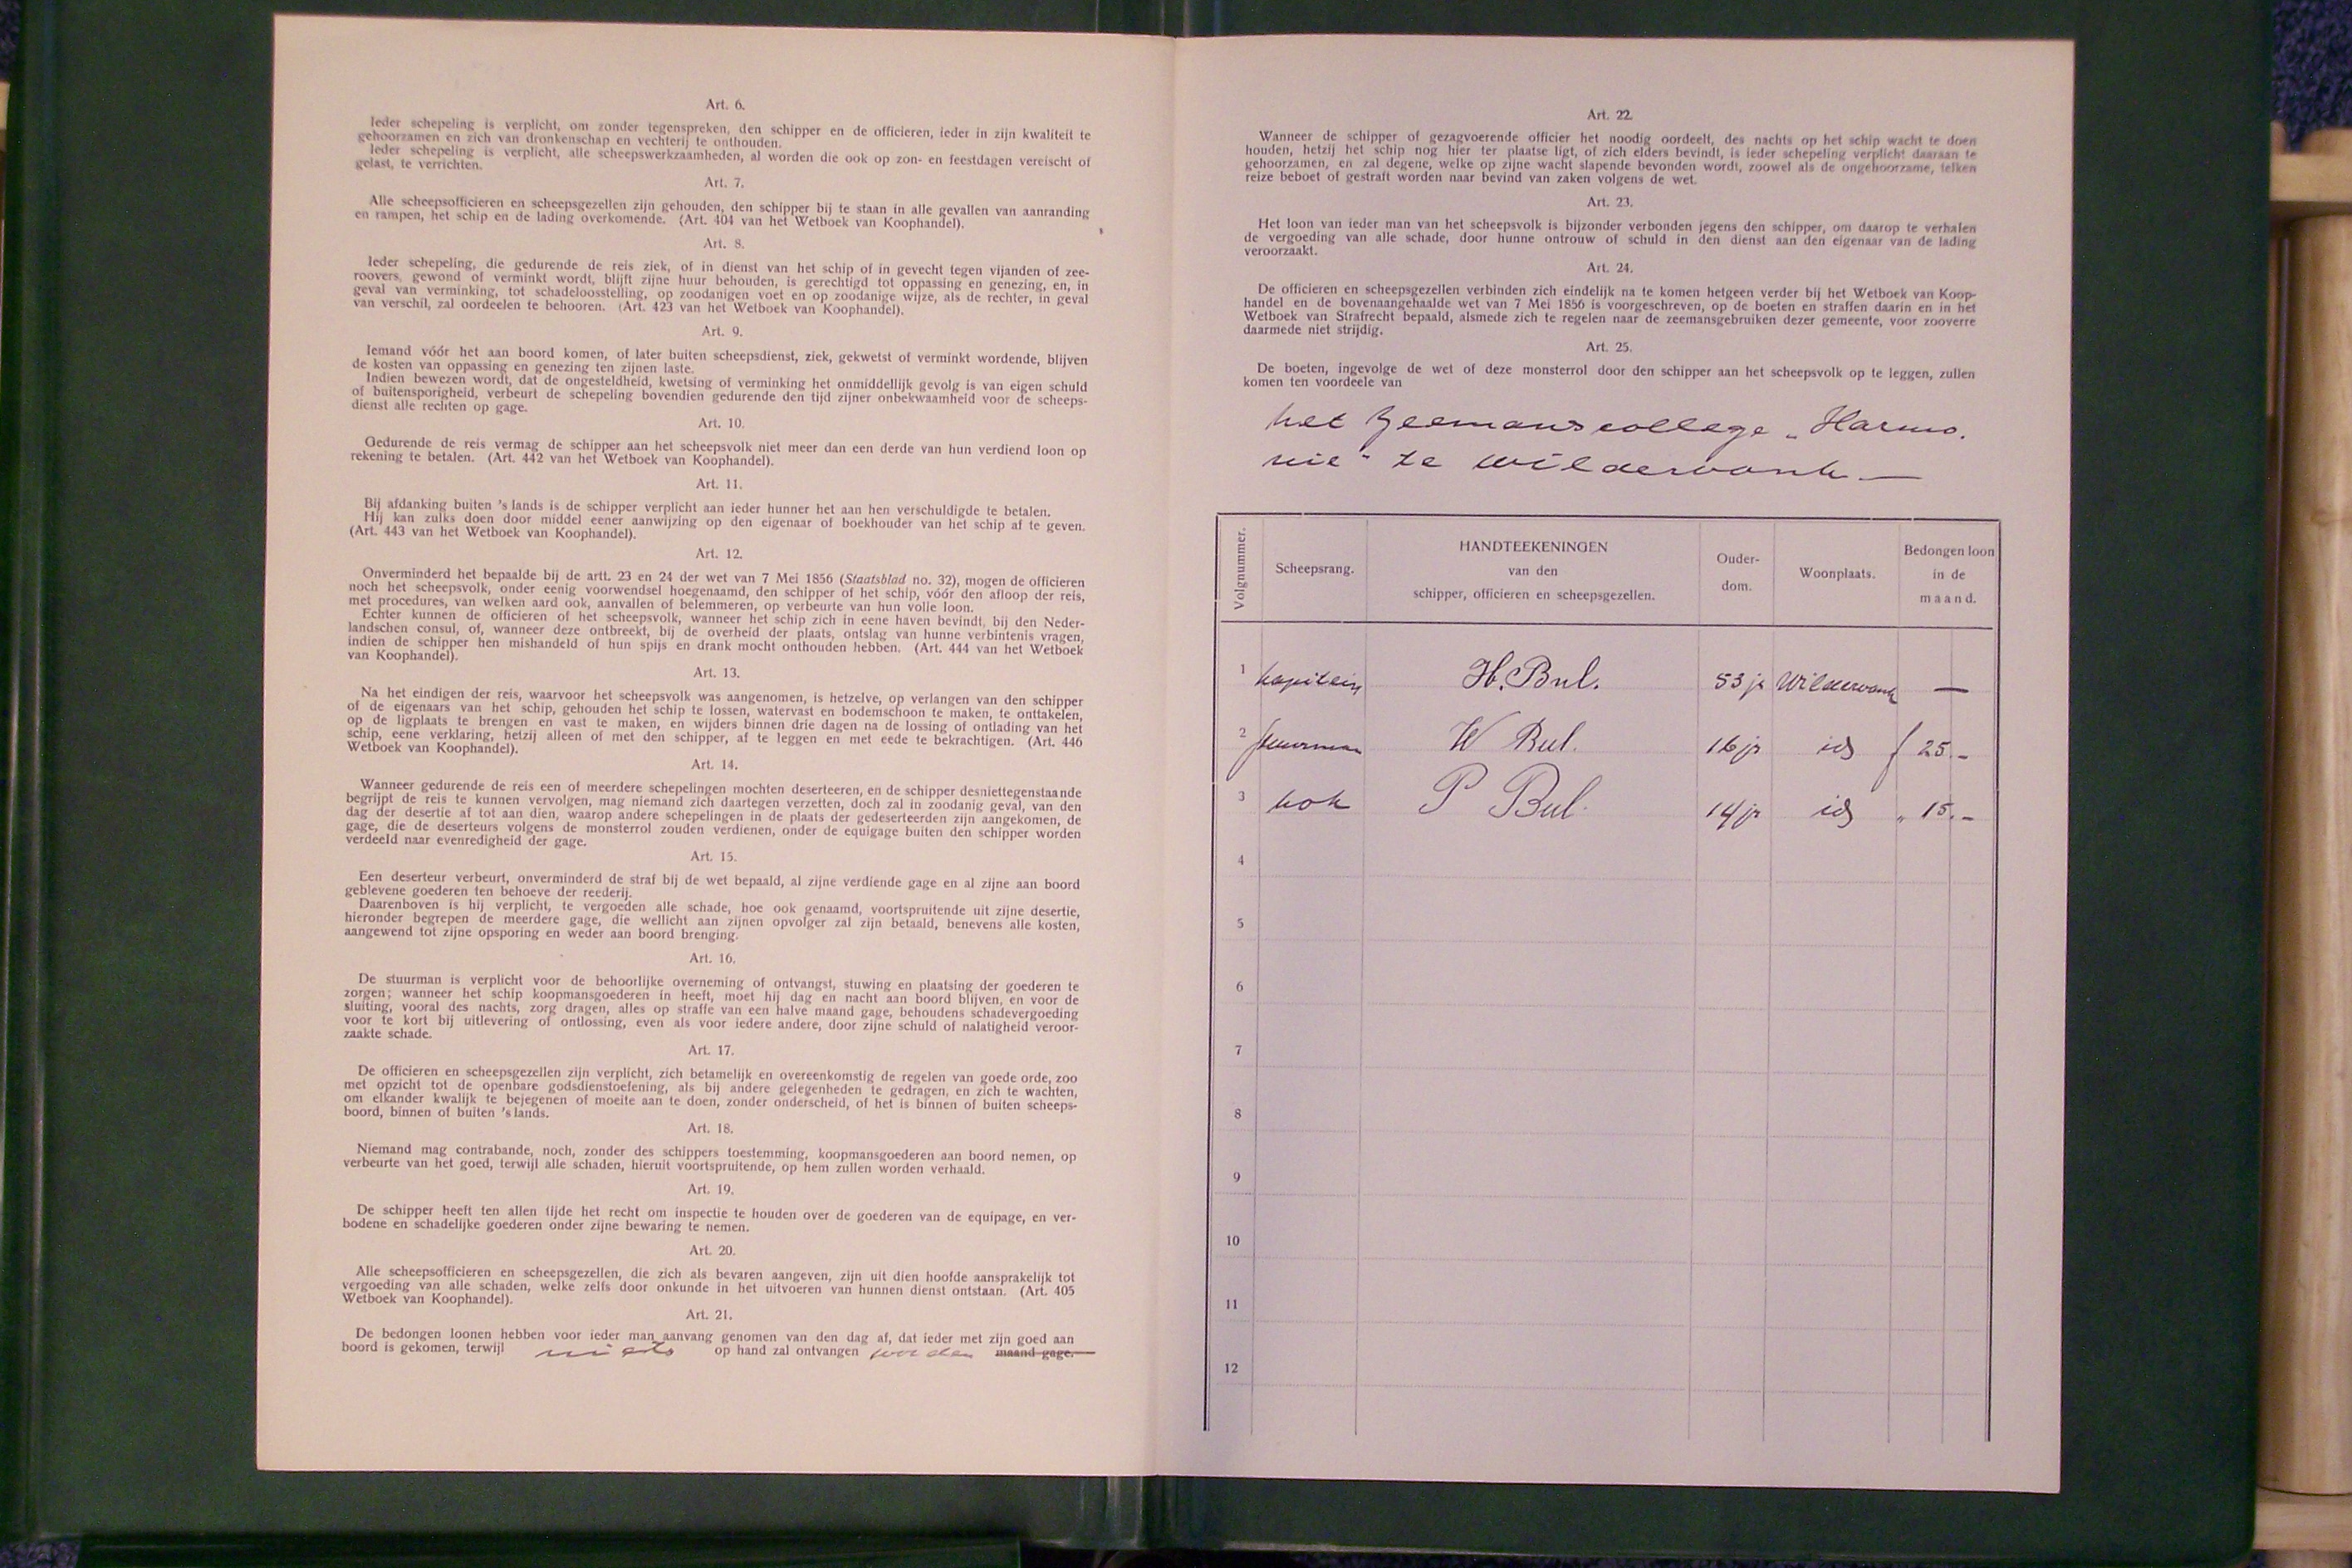 Art. 6.
Ieder schepeling is verplicht, om zonder tegenspreken, den schipper en de officieren, ieder in zijn kwaliteit te
gehoorzamen en zich van dronkenschap en vechterij te onthouden.
Ieder schepeling is verplicht, alle scheepswerkzaamheden, al worden die ook op zon- en feestdagen vereischt of
gelast, te verrichten.
Art. 7.
Alle scheepsofficieren en scheepsgezellen zijn gehouden, den schipper bij te staan in alle gevallen van aanranding
en rampen, het schip en de lading overkomende. (Art. 404 van het Wetboek van Koophandel).
Art. 8.
Ieder schepeling, die gedurende de reis ziek, of in dienst van het schip of in gevecht tegen vijanden of zee-
roovers, gewond of verminkt wordt, blijft zijne huur behouden, is gerechtigd tot oppassing en genezing, en, in
geval van verminking, tot schadeloosstelling, op zoodanigen voet en op zoodanige wijze, als de rechter, in geval
van verschil, zal oordeelen te behooren. (Art. 423 van het Wetboek van Koophandel).
Art. 9.
Iemand vóór het aan boord komen, of later buiten scheepsdienst, ziek, gekwetst of verminkt wordende, blijven
de kosten van oppassing en genezing ten zijnen laste.
Indien bewezen wordt, dat de ongesteldheid, kwetsing of verminking het onmiddellijk gevolg is van eigen schuld
of buitensporigheid, verbeurt de schepeling bovendien gedurende den tijd zijner onbekwaamheid voor de scheeps-
dienst alle rechten op gage.
Art. 10.
Gedurende de reis vermag de schipper aan het scheepsvolk niet meer dan een derde van hun verdiend loon op
rekening te betalen. (Art. 442 van het Wetboek van Koophandel).
Art. 11.
Bij afdanking buiten 's lands is de schipper verplicht aan ieder hunner het aan hen verschuldigde te betalen.
Hij kan zulks doen door middel eener aanwijzing op den eigenaar of boekhouder van het schip af te geven.
(Art. 443 van het Wetboek van Koophandel).
Art. 12.
Onverminderd het bepaalde bij de artt. 23 en 24 der wet van 7 Mei 1856 (Staatsblad no. 32), mogen de officieren
noch het scheepsvolk, onder eenig voorwendsel hoegenaamd, den schipper of het schip, vóór den afloop der reis,
met procedures, van welken aard ook, aanvallen of belemmeren, op verbeurte van hun volle loon.
Echter kunnen de officieren of het scheepsvolk, wanneer het schip zich in eene haven bevindt, bij den Neder-
landschen consul, of, wanneer deze ontbreekt, bij de overheid der plaats, ontslag van hunne verbintenis vragen,
indien de schipper hen mishandeld of hun spijs en drank mocht onthouden hebben. (Art. 444 van het Wetboek
van Koophandel).
Art. 13.
Na het eindigen der reis, waarvoor het scheepsvolk was aangenomen, is hetzelve, op verlangen van den schipper
of de eigenaars van het schip, gehouden het schip te lossen, watervast en bodemschoon te maken, te onttakelen,
op de ligplaats te brengen en vast te maken, en wijders binnen drie dagen na de lossing of ontlading van het
schip, eene verklaring, hetzij alleen of met den schipper, af te leggen en met eede te bekrachtigen. (Art. 446
Wetboek van Koophandel).
Art. 14.
Wanneer gedurende de reis een of meerdere schepelingen mochten deserteeren, en de schipper desniettegenstaande
begrijpt de reis te kunnen vervolgen, mag niemand zich daartegen verzetten, doch zal in zoodanig geval, van den
dag der desertie af tot aan dien, waarop andere schepelingen in de plaats der gedeserteerden zijn aangekomen, de
gage, die de deserteurs volgens de monsterrol zouden verdienen, onder de equigage buiten den schipper worden
verdeeld naar evenredigheid der gage.
Art. 15.
Een deserteur verbeurt, onverminderd de straf bij de wet bepaald, al zijne verdiende gage en al zijne aan boord
geblevene goederen ten behoeve der reederij.
Daarenboven is hij verplicht, te vergoeden alle schade, hoe ook genaamd, voortspruitende uit zijne desertie,
hieronder begrepen de meerdere gage, die wellicht aan zijnen opvolger zal zijn betaald, benevens alle kosten,
aangewend tot zijne opsporing en weder aan boord brenging.
Art. 16.
De stuurman is verplicht voor de behoorlijke overneming of ontvangst, stuwing en plaatsing der goederen te
zorgen; wanneer het schip koopmansgoederen in heeft, moet hij dag en nacht aan boord blijven, en voor de
sluiting, vooral des nachts, zorg dragen, alles op straffe van een halve maand gage, behoudens schadevergoeding
voor te kort bij uitlevering of ontlossing, even als voor iedere andere, door zijne schuld of nalatigheid veroor-
zaakte schade.
Art. 17.
De officieren en scheepsgezellen zijn verplicht, zich betamelijk en overeenkomstig de regelen van goede orde, zoo
met opzicht tot de openbare godsdienstoefening, als bij andere gelegenheden te gedragen, en zich te wachten,
om elkander kwalijk te bejegenen of moeite aan te doen, zonder onderscheid, of het is binnen of buiten scheeps-
boord, binnen of buiten 's lands.
Art. 18.
Niemand mag contrabande, noch, zonder des schippers toestemming, koopmansgoederen aan boord nemen, op
verbeurte van het goed, terwijl alle schaden, hieruit voortspruitende, op hem zullen worden verhaald.
Art. 19.
De schipper heeft ten allen tijde het recht om inspectie te houden over de goederen van de equipage, en ver-
bodene en schadelijke goederen onder zijne bewaring te nemen.
Art. 20.
Alle scheepsofficieren en scheepsgezellen, die zich als bevaren aangeven, zijn uit dien hoofde aansprakelijk tot
vergoeding van alle schaden, welke zelfs door onkunde in het uitvoeren van hunnen dienst ontstaan. (Art. 405
Wetboek van Koophandel).
Art. 21.
De bedongen loonen hebben voor ieder man aanvang genomen van den dag af, dat ieder met zijn goed aan
boord is gekomen, terwijl niets op hand zal ontvangen worden maand gage.
Art. 22.
Wanneer de schipper of gezagvoerende officier het noodig oordeelt, des nachts op het schip wacht te doen
houden, hetzij het schip nog hier ter plaatse ligt, of zich elders bevindt, is ieder schepeling verplicht daaraan te
gehoorzamen, en zal degene, welke op zijne wacht slapende bevonden wordt, zoowel als de ongehoorzame, telken
reize beboet of gestraft worden naar bevind van zaken volgens de wet.
Art. 23.
Het loon van ieder man van het scheepsvolk is bijzonder verbonden jegens den schipper, om daarop te verhalen
de vergoeding van alle schade, door hunne ontrouw of schuld in den dienst aan den eigenaar van de lading
veroorzaakt.
Art. 24.
De officieren en scheepsgezellen verbinden zich eindelijk na te komen hetgeen verder bij het Wetboek van Koop-
handel en de bovenaangehaalde wet van 7 Mei 1856 is voorgeschreven, op de boeten en straffen daarin en in het
Wetboek van Strafrecht bepaald, alsmede zich te regelen naar de zeemansgebruiken dezer gemeente, voor zooverre
daarmede niet strijdig.
Art. 25.
De boeten, ingevolge de wet of deze monsterrol door den schipper aan het scheepsvolk op te leggen, zullen
komen ten voordeele van
het Zeemanscollege „Harmo.
nie" te Wildervank —
Volgnummer. Scheepsrang. HANDTEEKENINGEN van den schipper, officieren en scheepsgezellen. Ouder-dom. Woonplaats. Bedongen loon in de maand.
1 kapitein H. Bul. 53 jr Wildervank —
2 stuurman W Bul. 16 jr id f 25.-
3 kok P Bul. 14 jr id „ 15.-
4
5
6
7
8
9
10
11
12